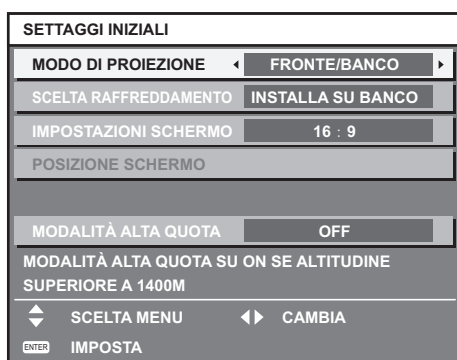 SETTAGGI INIZIALI
MODO DI PROIEZIONE FRONTE/BANCO
SCELTA RAFFREDDAMENTO INSTALLA SU BANCO
IMPOSTAZIONI SCHERMO 16 : 9
POSIZIONE SCHERMO
MODALITÀ ALTA QUOTA OFF
MODALITÀ ALTA QUOTA SU ON SE ALTITUDINE
SUPERIORE A 1400M
SCELTA MENU CAMBIA
ENTER IMPOSTA